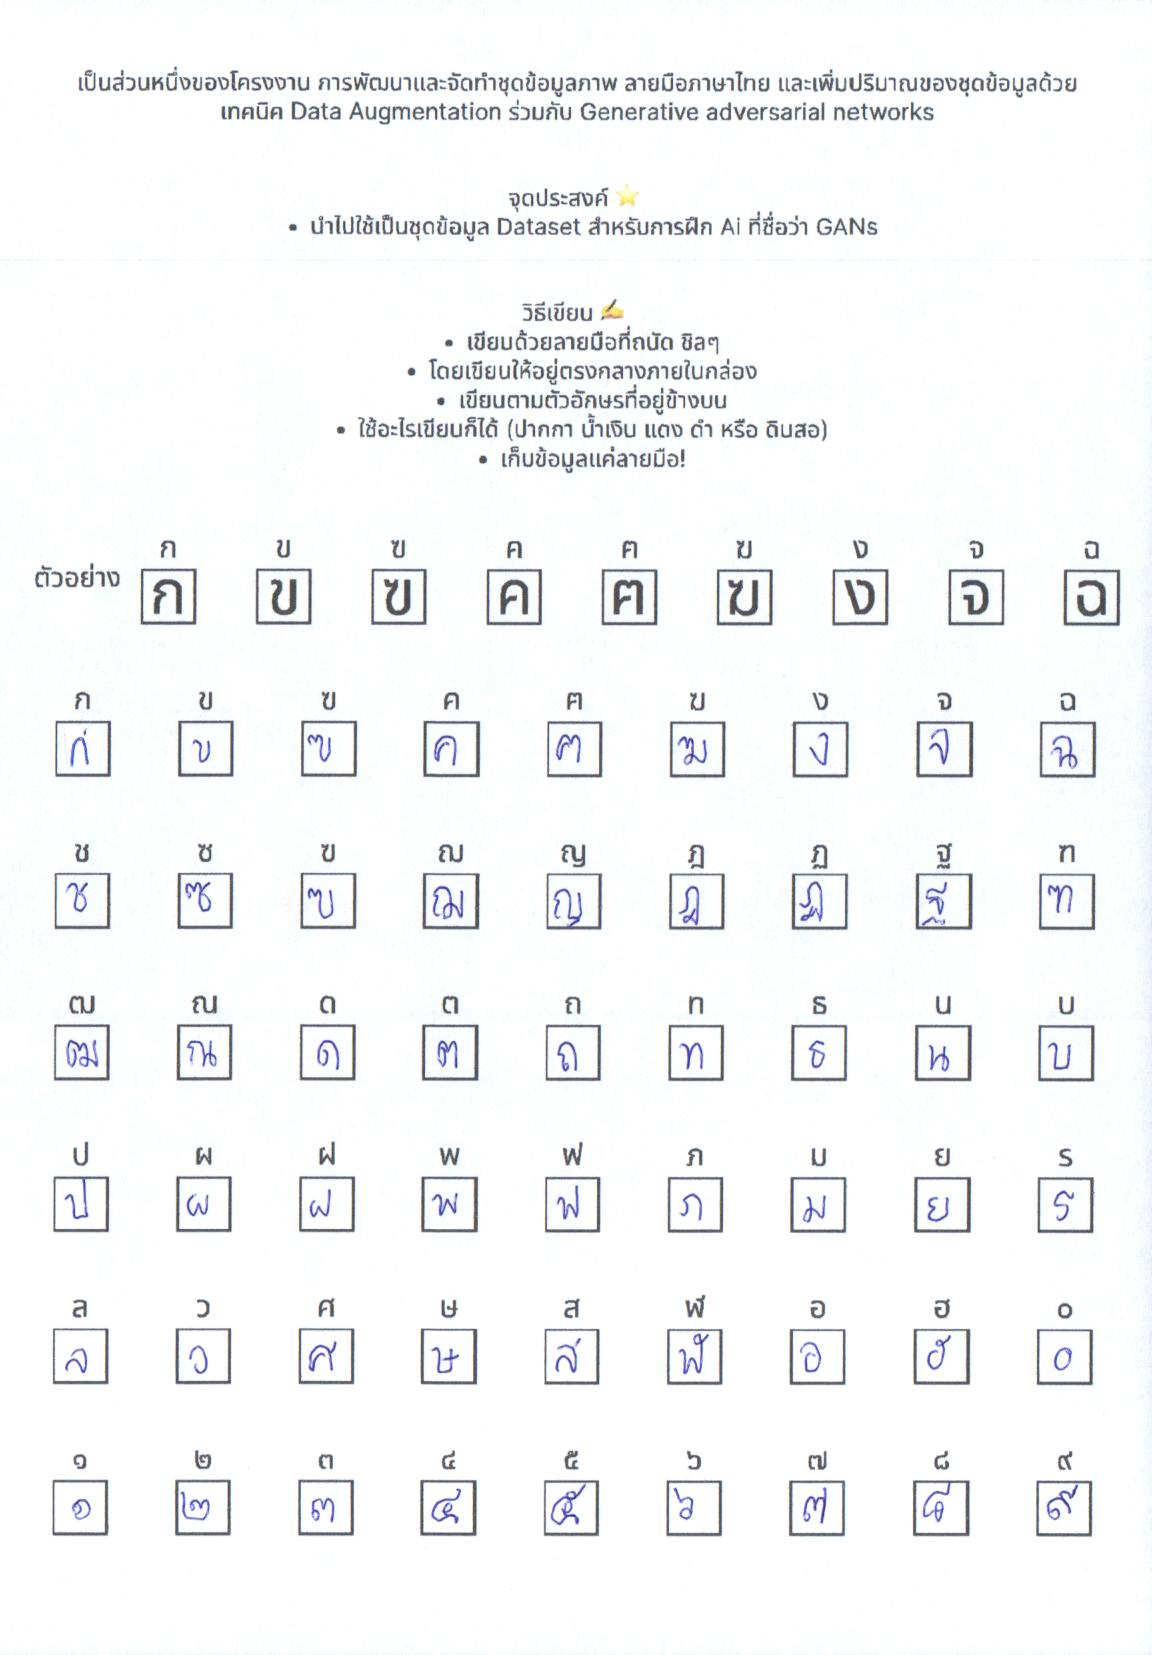 เป็นส่วนหนึ่งของโครงงาน การพัฒนาและจัดทำชุดข้อมูลภาพ ลายมือภาษาไทย และเพิ่มปริมาณของชุดข้อมูลด้วย
เทคนิค Data Augmentation ร่วมกับ Generative adversarial networks
จุดประสงค์ ⭐
• นำไปใช้เป็นชุดข้อมูล Dataset สำหรับการฝึก Ai ที่ชื่อว่า GANs
วิธีเขียน ✍
• เขียนด้วยลายมือที่ถนัด ชิลๆ
• โดยเขียนให้อยู่ตรงกลางภายในกล่อง
• เขียนตามตัวอักษรที่อยู่ข้างบน
• ใช้อะไรเขียนก็ได้ (ปากกา น้ำเงิน แดง ดำ หรือ ดินสอ)
• เก็บข้อมูลแค่ลายมือ!
ก ข ฃ ค ฅ ฆ ง จ ฉ
ตัวอย่าง ก ข ฃ ค ฅ ฆ ง จ ฉ
ก ข ฃ ค ฅ ฆ ง จ ฉ
ก ข ฃ ค ฅ ฆ ง จ ฉ
ช ซ ฃ ฌ ญ ฎ ฏ ฐ ฑ
ช ซ ฃ ฌ ญ ฎ ฏ ฐ ฑ
ฒ ณ ด ต ถ ท ธ น บ
ฒ ณ ด ต ถ ท ธ น บ
ป ผ ฝ พ ฟ ภ ม ย ร
ป ผ ฝ พ ฟ ภ ม ย ร
ล ว ศ ษ ส ฬ อ ฮ ๐
ล ว ศ ษ ส ฬ อ ฮ ๐
๑ ๒ ๓ ๔ ๕ ๖ ๗ ๘ ๙
๑ ๒ ๓ ๔ ๕ ๖ ๗ ๘ ๙